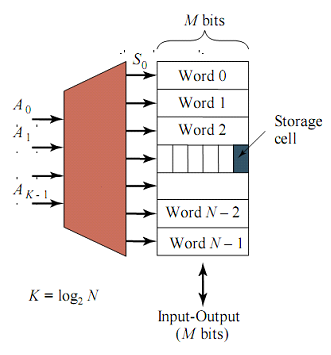 M bits
S0
Word 0
A0
Word 1
A1
Word 2
Storage
cell
AK-1
Word N – 2
Word N – 1
K = log2 N
Input-Output
(M bits)